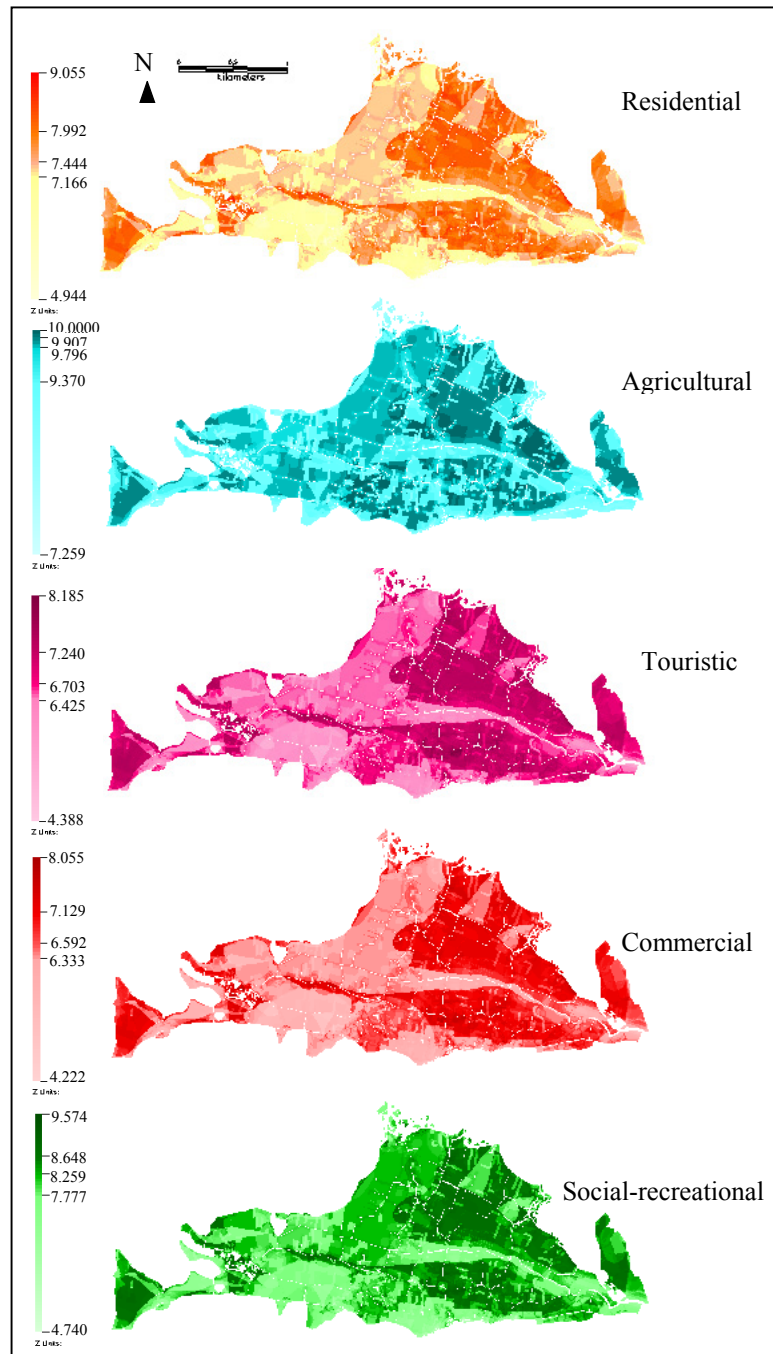 N
kilometers
9.055
7.992
7.444
7.166
4.944
Z Units:
Residential
10.0000
9.907
9.796
9.370
7.259
Z Units:
Agricultural
8.185
7.240
6.703
6.425
4.388
Z Units:
Touristic
8.055
7.129
6.592
6.333
4.222
Z Units:
Commercial
9.574
8.648
8.259
7.777
4.740
Z Units:
Social-recreational